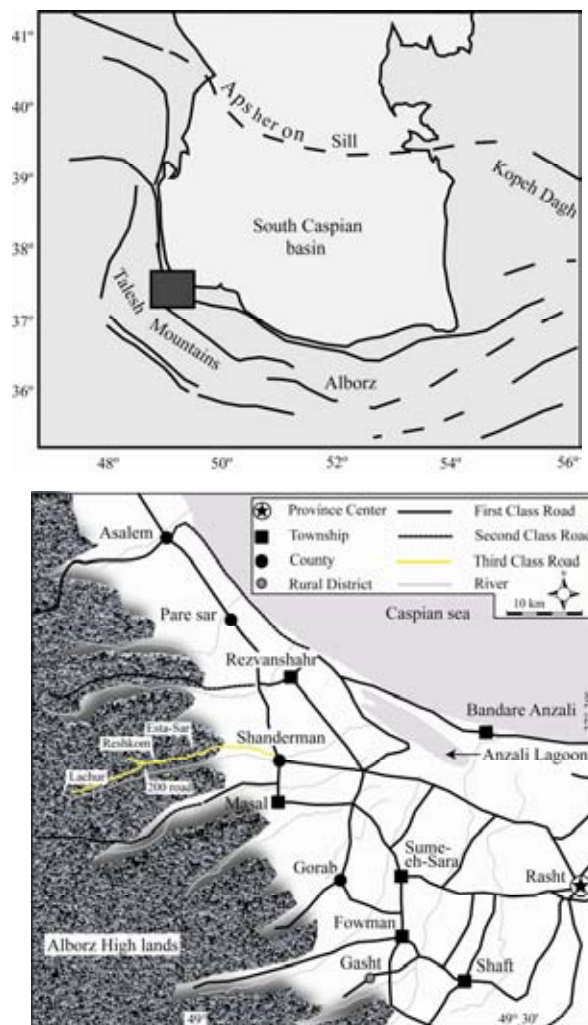 41°
40°
39°
38°
37°
36°
48°
50°
52°
54°
56°
Apsheron
Sill
Kopeh Dagh
South Caspian
basin
Talesh
Mountains
Alborz
Province Center
First Class Road
Township
Second Class Road
County
Third Class Road
Rural District
River
10 km
Asalem
Caspian sea
Pare sar
Rezvanshahr
Bandare Anzali
Esta-Sar
Shanderman
Anzali Lagoon
Reshkom
Lachur
200 road
Masal
Sume-
eh-Sara
Gorab
Rasht
Fowman
Alborz High lands
Gasht
Shaft
49°
49° 30'